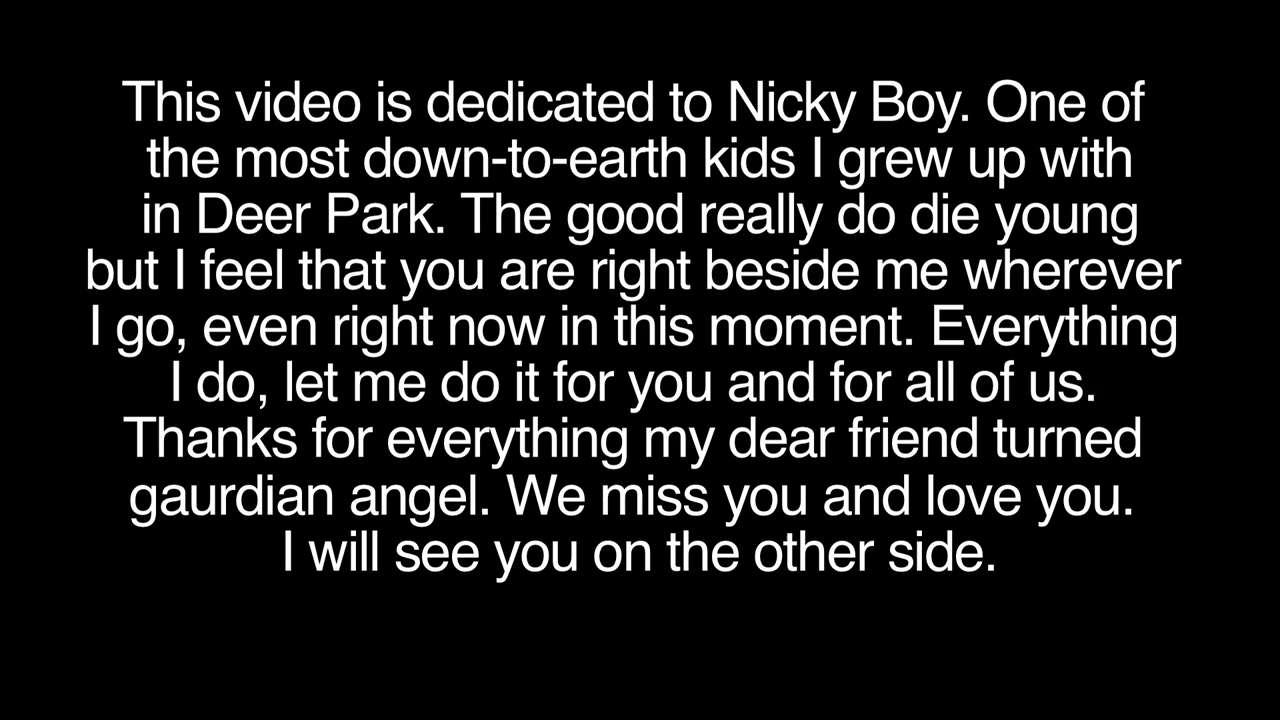 This video is dedicated to Nicky Boy. One of
the most down-to-earth kids I grew up with
in Deer Park. The good really do die young
but I feel that you are right beside me wherever
I go, even right now in this moment. Everything
I do, let me do it for you and for all of us.
Thanks for everything my dear friend turned
gaurdian angel. We miss you and love you.
I will see you on the other side.